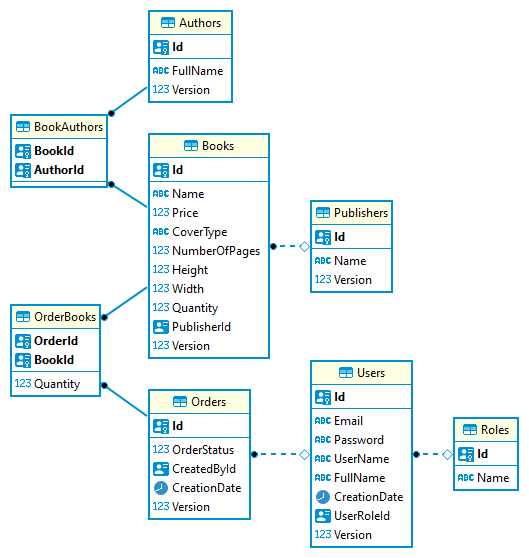 Authors
Id
ABC FullName
123 Version
BookAuthors
BookId
AuthorId
Books
Id
ABC Name
123 Price
ABC CoverType
123 NumberOfPages
123 Height
123 Width
123 Quantity
PublisherId
123 Version
Publishers
Id
ABC Name
123 Version
OrderBooks
OrderId
BookId
123 Quantity
Orders
Id
123 OrderStatus
CreatedById
CreationDate
123 Version
Users
Id
ABC Email
ABC Password
ABC UserName
ABC FullName
CreationDate
UserRoleId
123 Version
Roles
Id
ABC Name